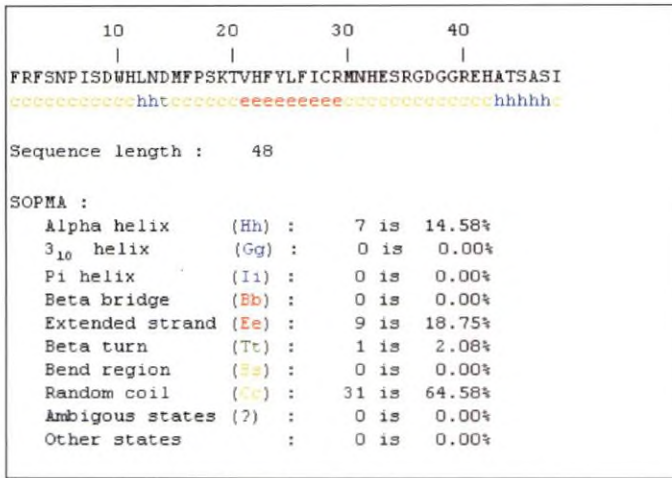 10 20 30 40
| | | |
FRFSNPISDWHLNDMFPSKTVHFYLFICRMNHESRGDGGREHATSASI
ccccccccccchhtcccccceeeeeeeeeccccccccccccchhhhhc
Sequence length : 48
SOPMA :
Alpha helix (Hh) : 7 is 14.58%
3₁₀ helix (Gg) : 0 is 0.00%
Pi helix (Ii) : 0 is 0.00%
Beta bridge (Bb) : 0 is 0.00%
Extended strand (Ee) : 9 is 18.75%
Beta turn (Tt) : 1 is 2.08%
Bend region (Ss) : 0 is 0.00%
Random coil (Cc) : 31 is 64.58%
Ambigous states (?) : 0 is 0.00%
Other states : 0 is 0.00%